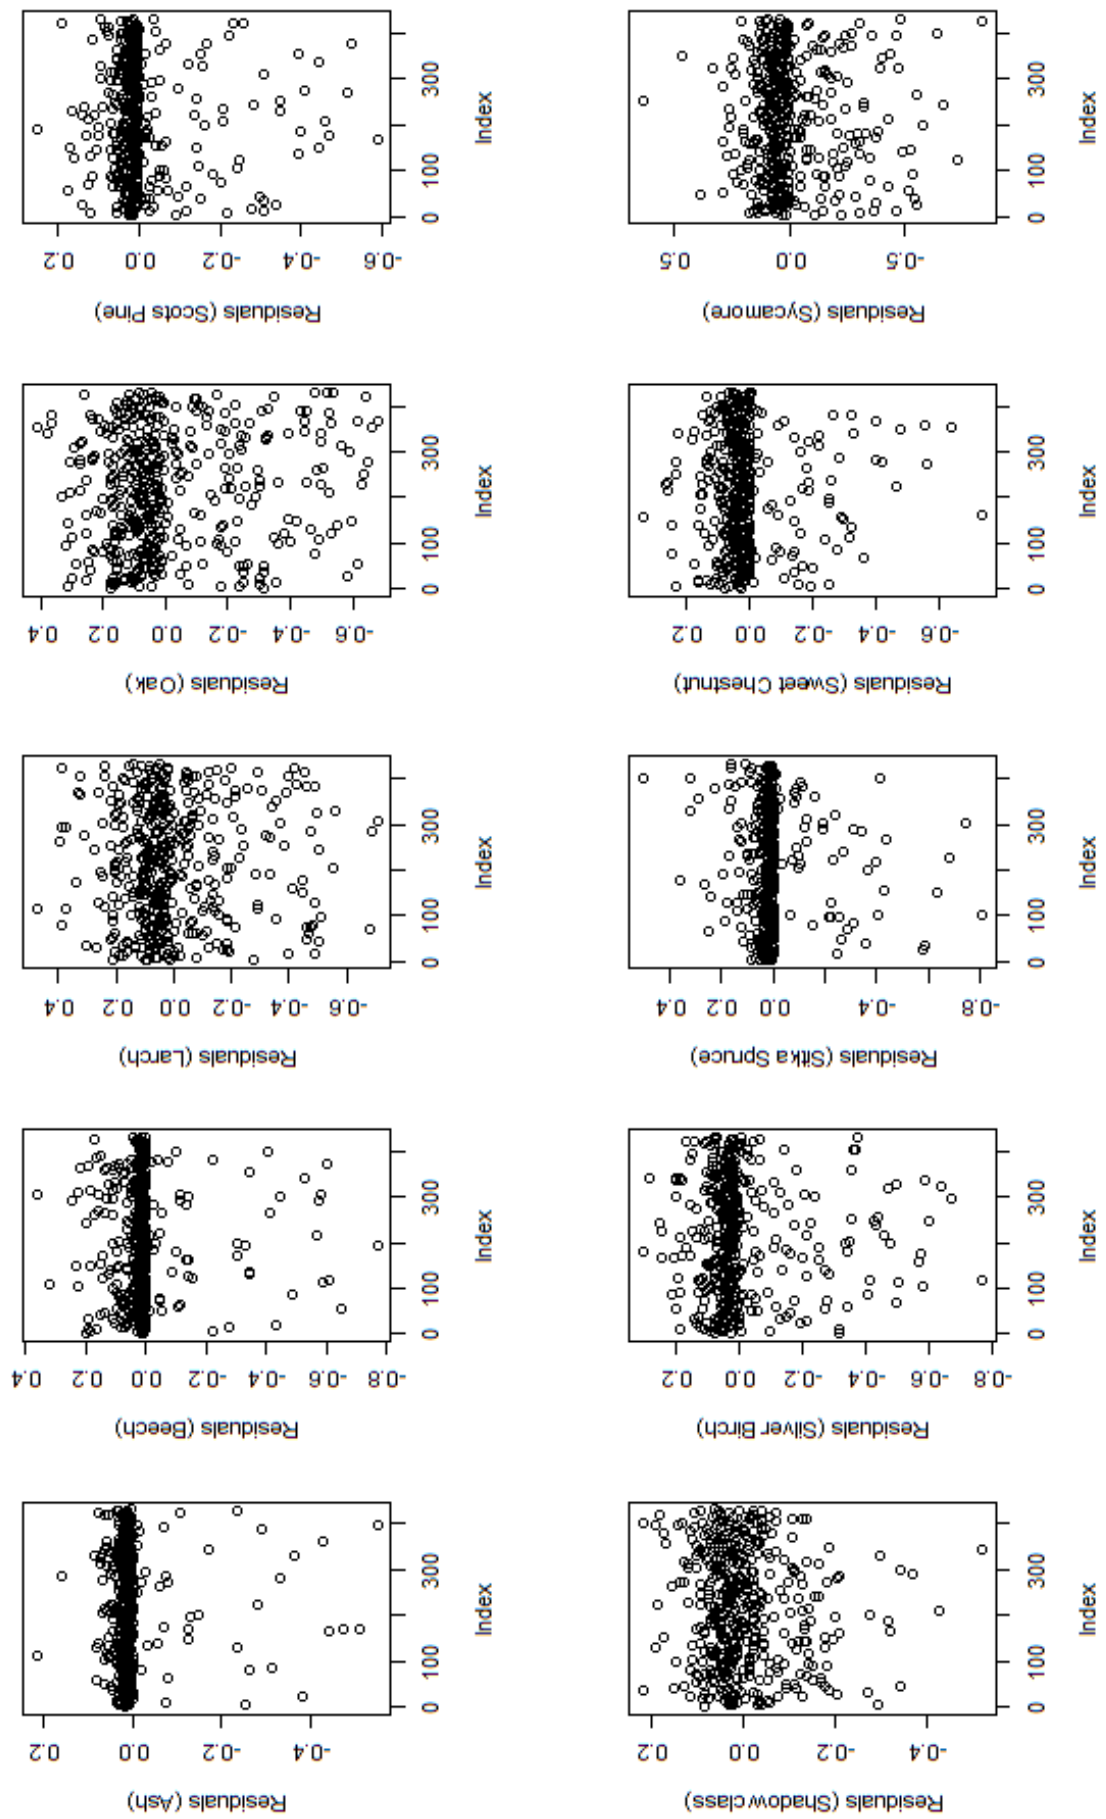 Residuals (Ash)
0.2 0.0 -0.2 -0.4
0 100 300
Index
Residuals (Beech)
0.4 0.2 0.0 -0.2 -0.4 -0.6 -0.8
0 100 300
Index
Residuals (Larch)
0.4 0.2 0.0 -0.2 -0.4 -0.6
0 100 300
Index
Residuals (Oak)
0.4 0.2 0.0 -0.2 -0.4 -0.6
0 100 300
Index
Residuals (Scots Pine)
0.2 0.0 -0.2 -0.4 -0.6
0 100 300
Index
Residuals (Shadow class)
0.2 0.0 -0.2 -0.4
0 100 300
Index
Residuals (Silver Birch)
0.2 0.0 -0.2 -0.4 -0.6 -0.8
0 100 300
Index
Residuals (Sitka Spruce)
0.4 0.0 -0.4 -0.8
0 100 300
Index
Residuals (Sweet Chestnut)
0.2 0.0 -0.2 -0.4 -0.6
0 100 300
Index
Residuals (Sycamore)
0.5 0.0 -0.5
0 100 300
Index